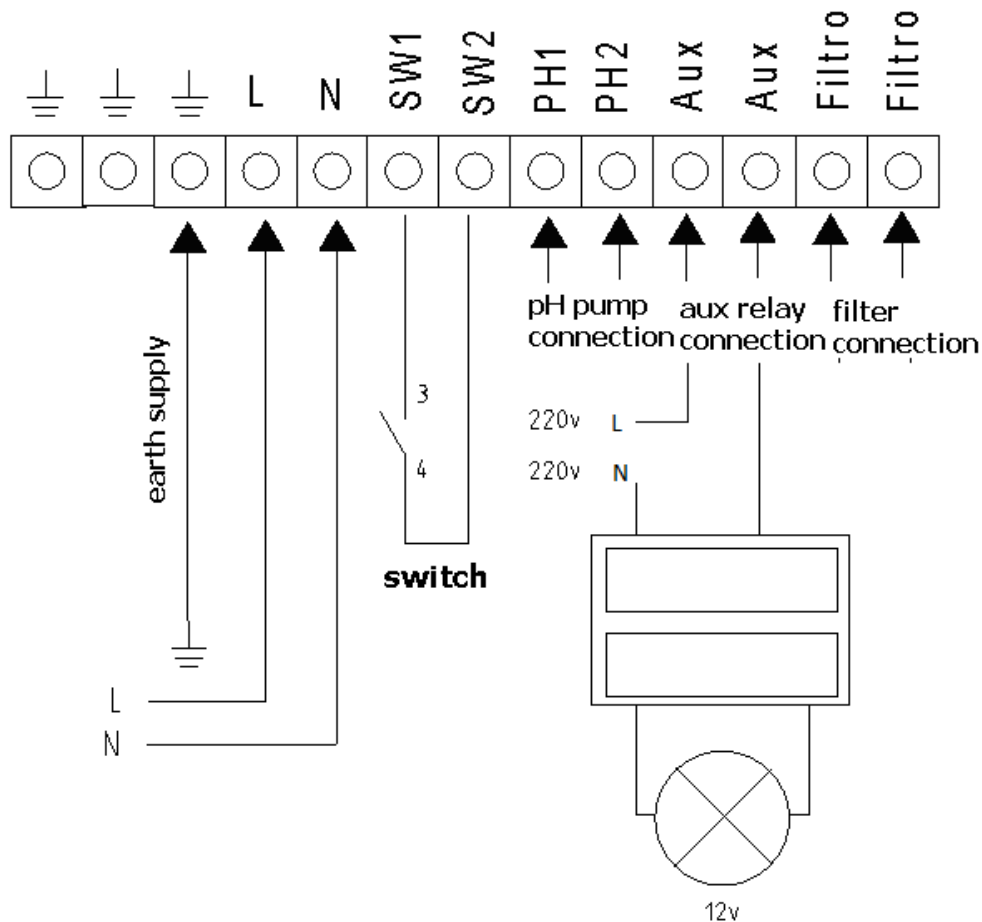 L
N
SW1
SW2
PH1
PH2
Aux
Aux
Filtro
Filtro
pH pump
connection
aux relay
connection
filter
connection
earth supply
3
4
switch
220v L
220v N
L
N
12v